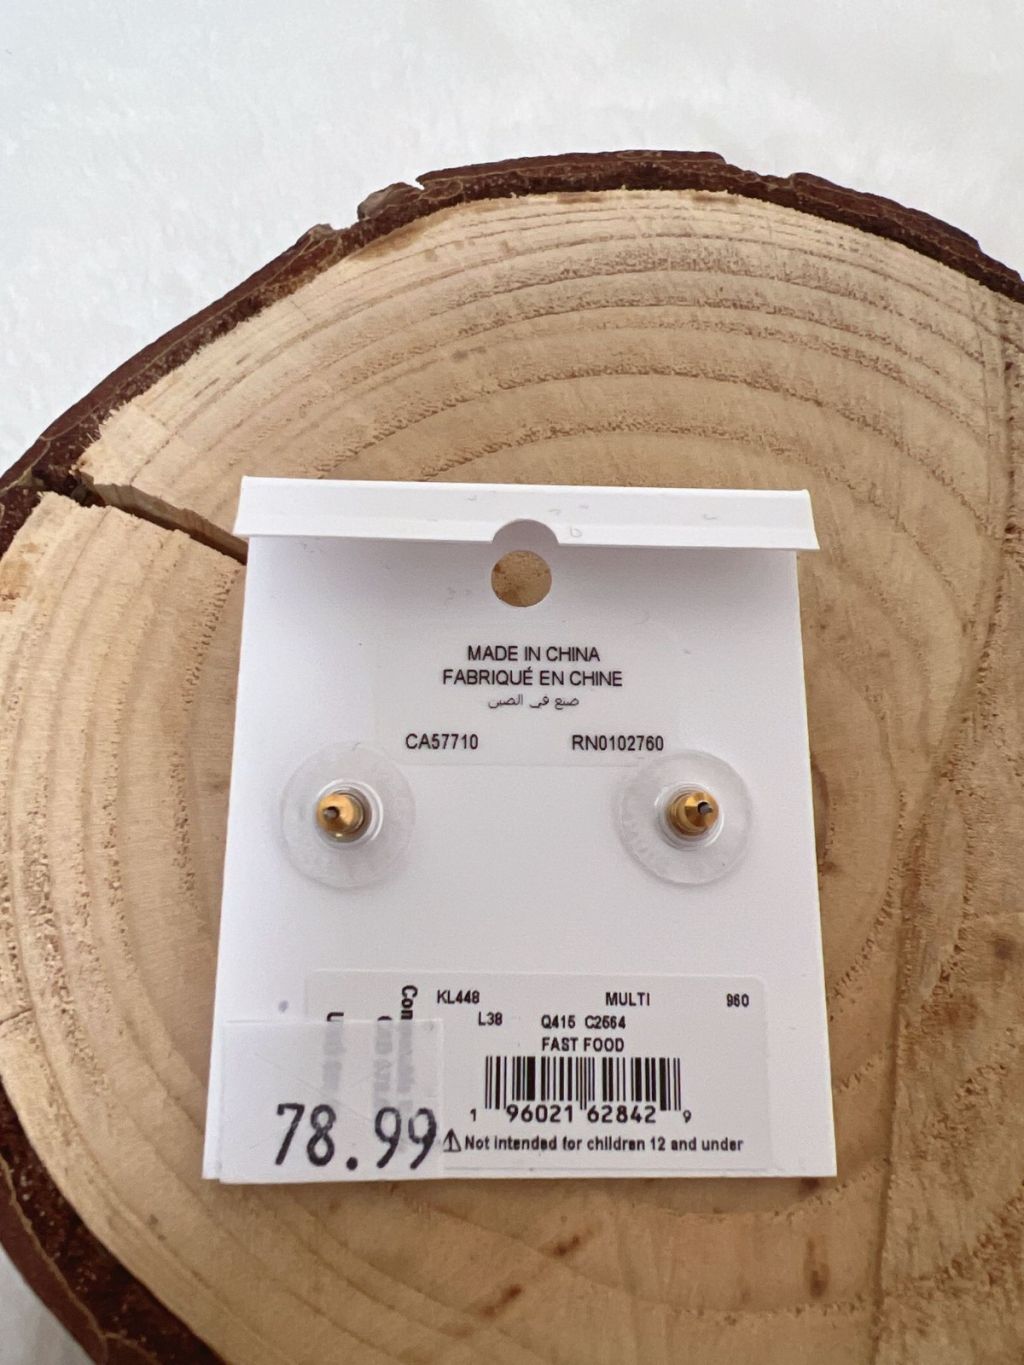 MADE IN CHINA
FABRIQUÉ EN CHINE
صنع في الصين
CA57710 RN0102760
KL448 MULTI 960
L38 Q415 C2564
FAST FOOD
1 96021 62842 9
⚠ Not intended for children 12 and under
78.99